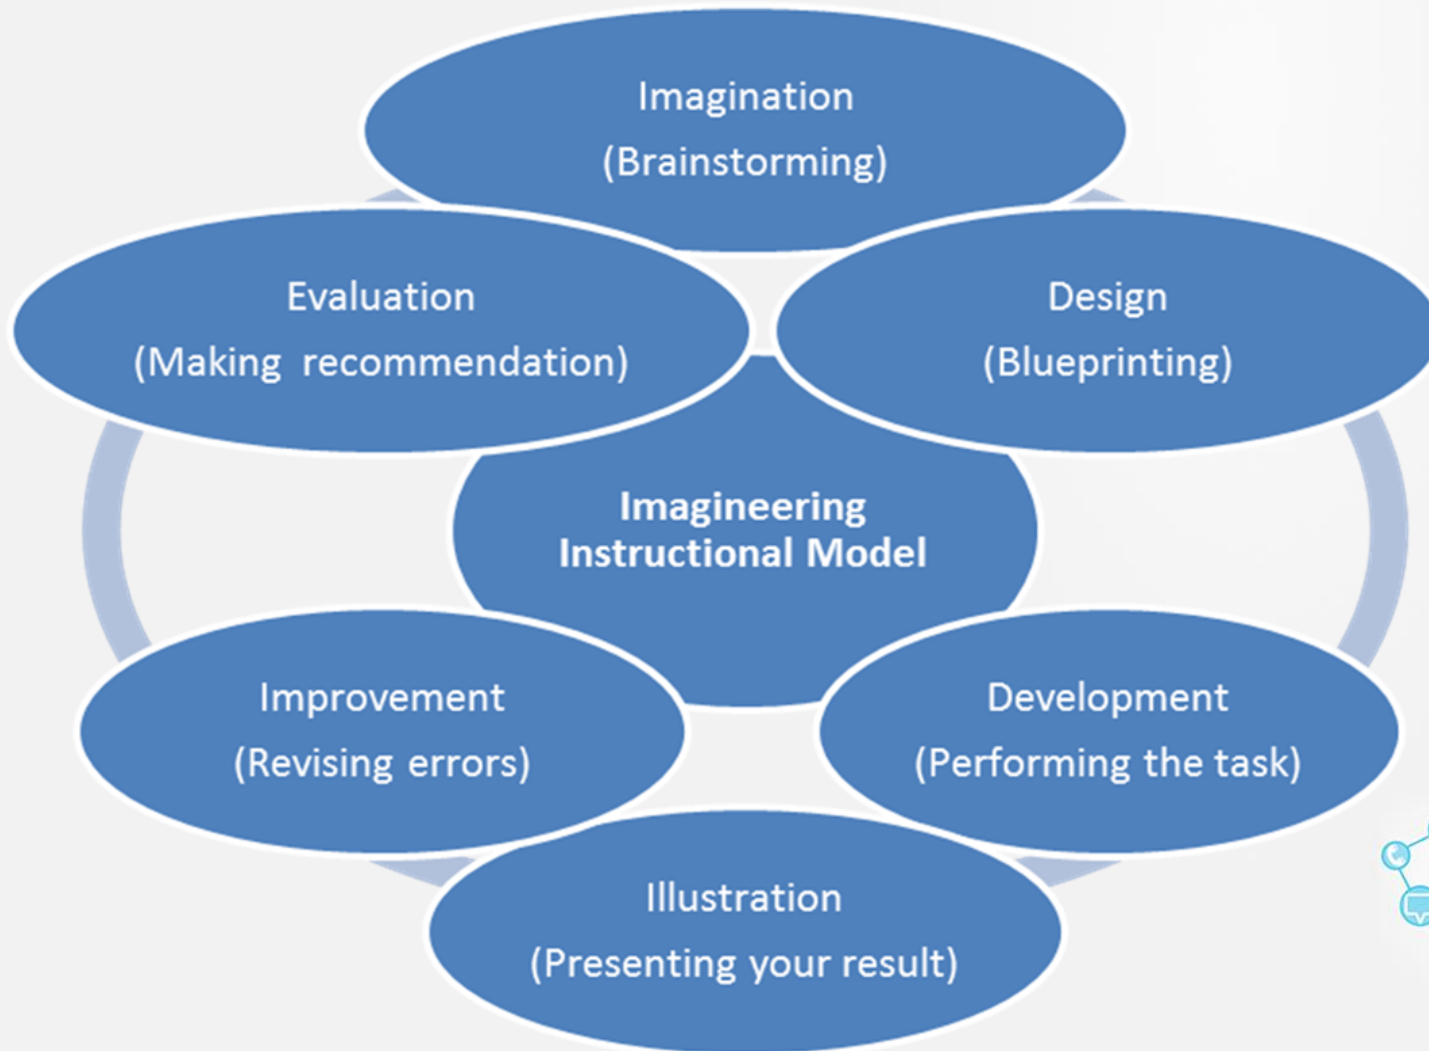 Imagination
(Brainstorming)
Evaluation
(Making recommendation)
Design
(Blueprinting)
Imagineering
Instructional Model
Improvement
(Revising errors)
Development
(Performing the task)
Illustration
(Presenting your result)